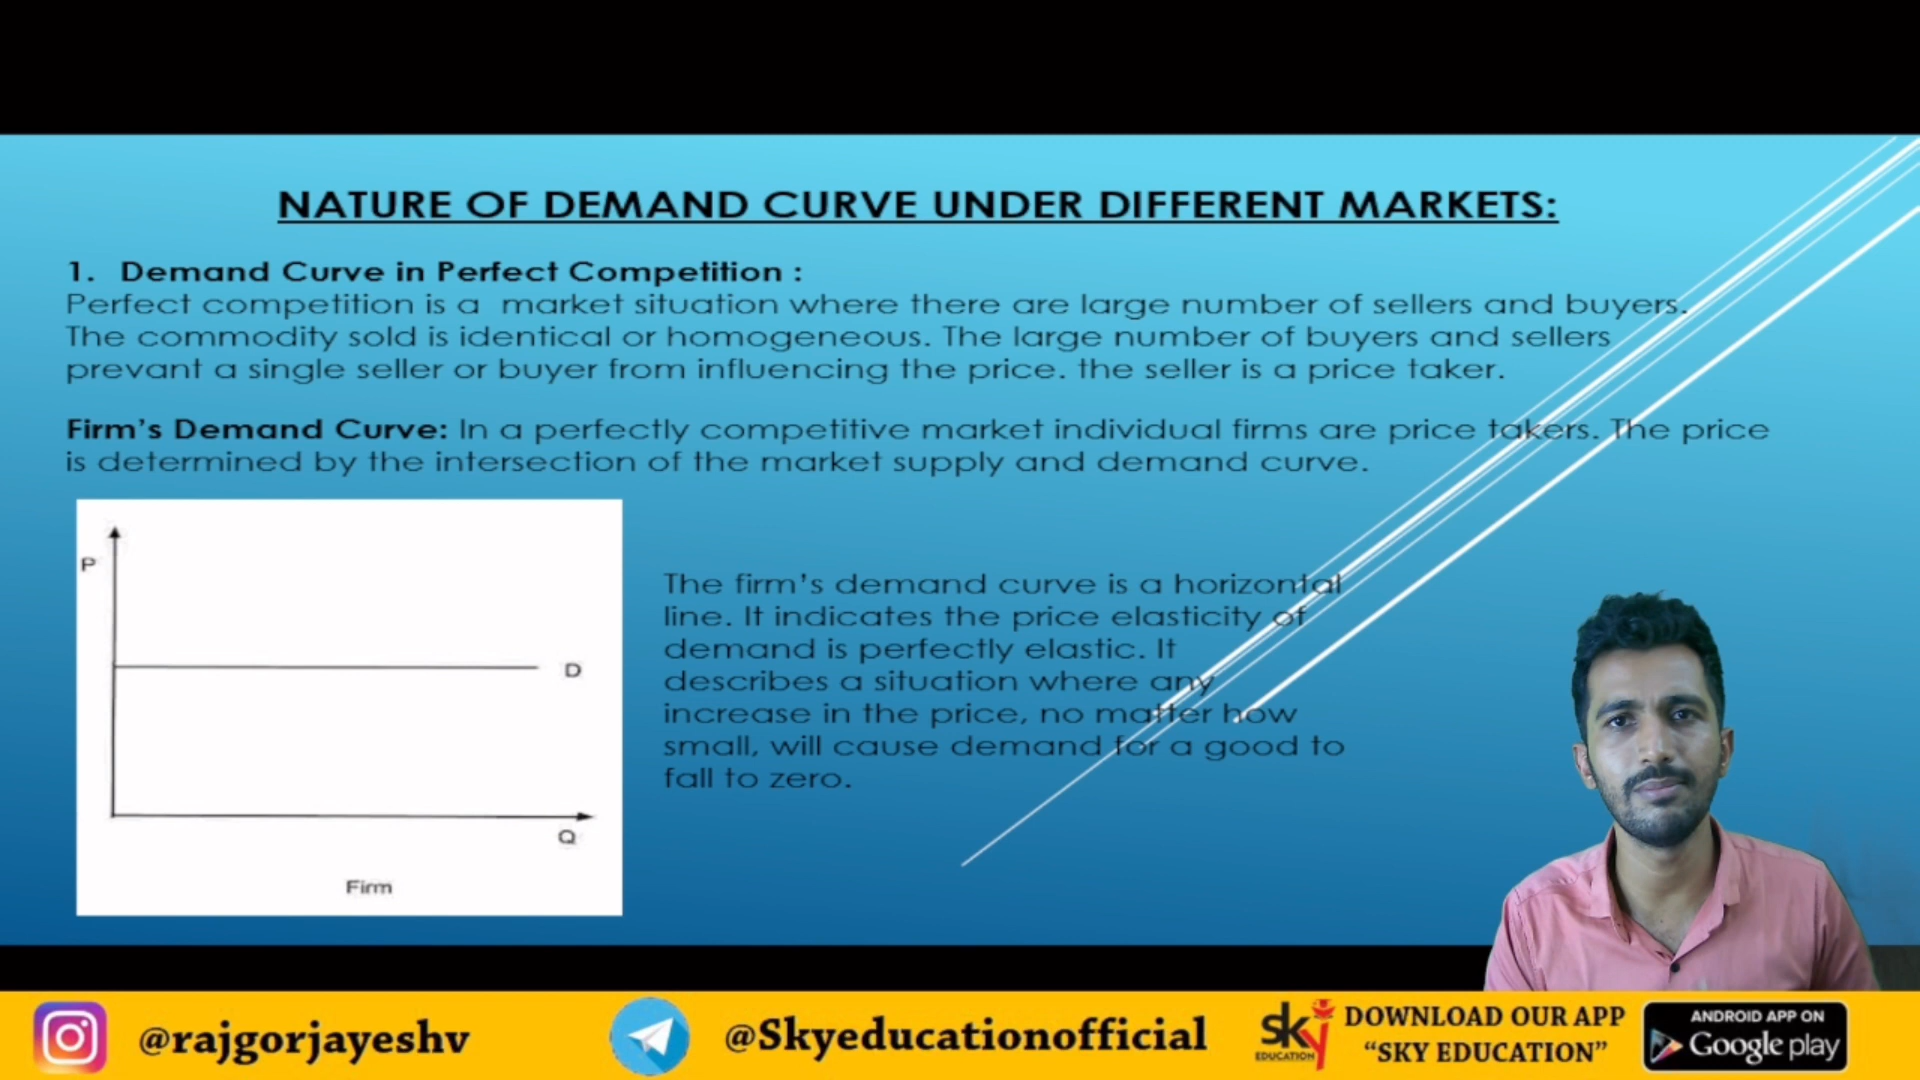 NATURE OF DEMAND CURVE UNDER DIFFERENT MARKETS:
1. Demand Curve in Perfect Competition :
Perfect competition is a market situation where there are large number of sellers and buyers.
The commodity sold is identical or homogeneous. The large number of buyers and sellers
prevant a single seller or buyer from influencing the price. the seller is a price taker.
Firm's Demand Curve: In a perfectly competitive market individual firms are price takers. The price
is determined by the intersection of the market supply and demand curve.
P
D
Q
Firm
The firm's demand curve is a horizontal
line. It indicates the price elasticity of
demand is perfectly elastic. It
describes a situation where any
increase in the price, no matter how
small, will cause demand for a good to
fall to zero.
@rajgorjayeshv
@Skyeducationofficial
sky
EDUCATION
DOWNLOAD OUR APP
“SKY EDUCATION”
ANDROID APP ON
Google play